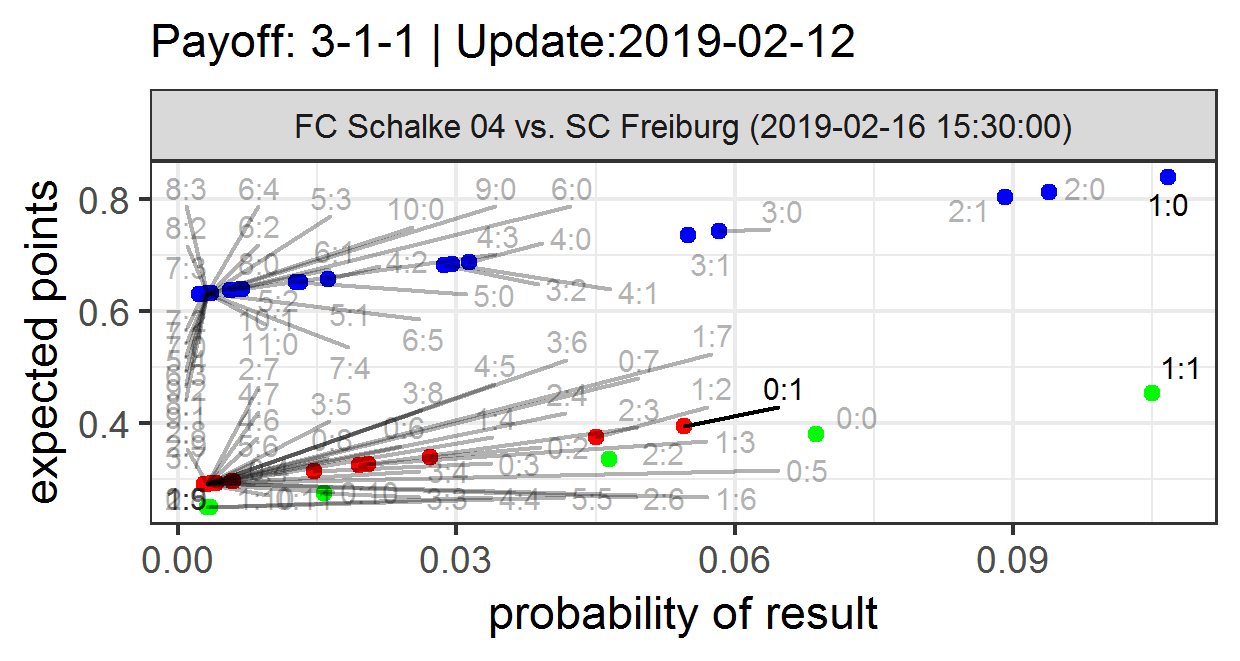 Payoff: 3-1-1 | Update:2019-02-12
FC Schalke 04 vs. SC Freiburg (2019-02-16 15:30:00)
8:3 6:4 5:3 9:0 6:0 2:0
10:0 3:0 2:1 1:0
8:2 6:2 4:3 4:0
6:1
7:3 8:0 4:2 3:1
5:2 5:0 3:2 4:1
10:1 5:1
11:0 6:5
7:4
3:6 1:7
2:7 4:5 0:7 1:1
4:7 3:8 2:4 1:2 0:1
3:5 2:3 0:0
4:6 1:4
5:6 0:6 1:3
0:2 2:2
3:4 0:3 0:5
0:10 3:3 4:4 5:5 2:6 1:6
0.8
0.6
0.4
expected points
0.00 0.03 0.06 0.09
probability of result